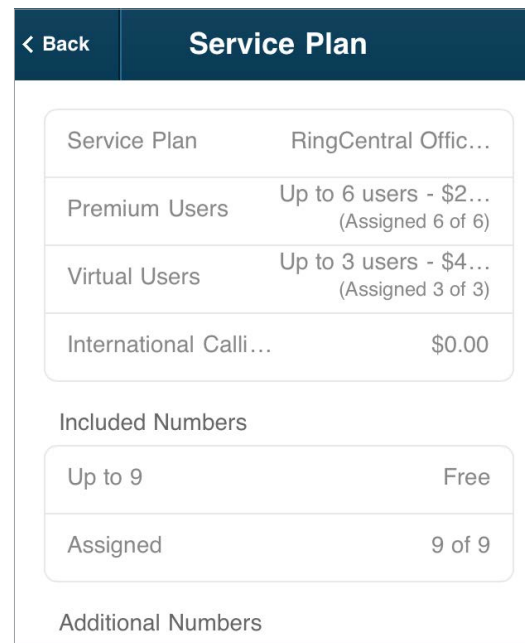 Back
Service Plan
Service Plan RingCentral Offic...
Premium Users Up to 6 users - $2...
(Assigned 6 of 6)
Virtual Users Up to 3 users - $4...
(Assigned 3 of 3)
International Calli... $0.00
Included Numbers
Up to 9 Free
Assigned 9 of 9
Additional Numbers